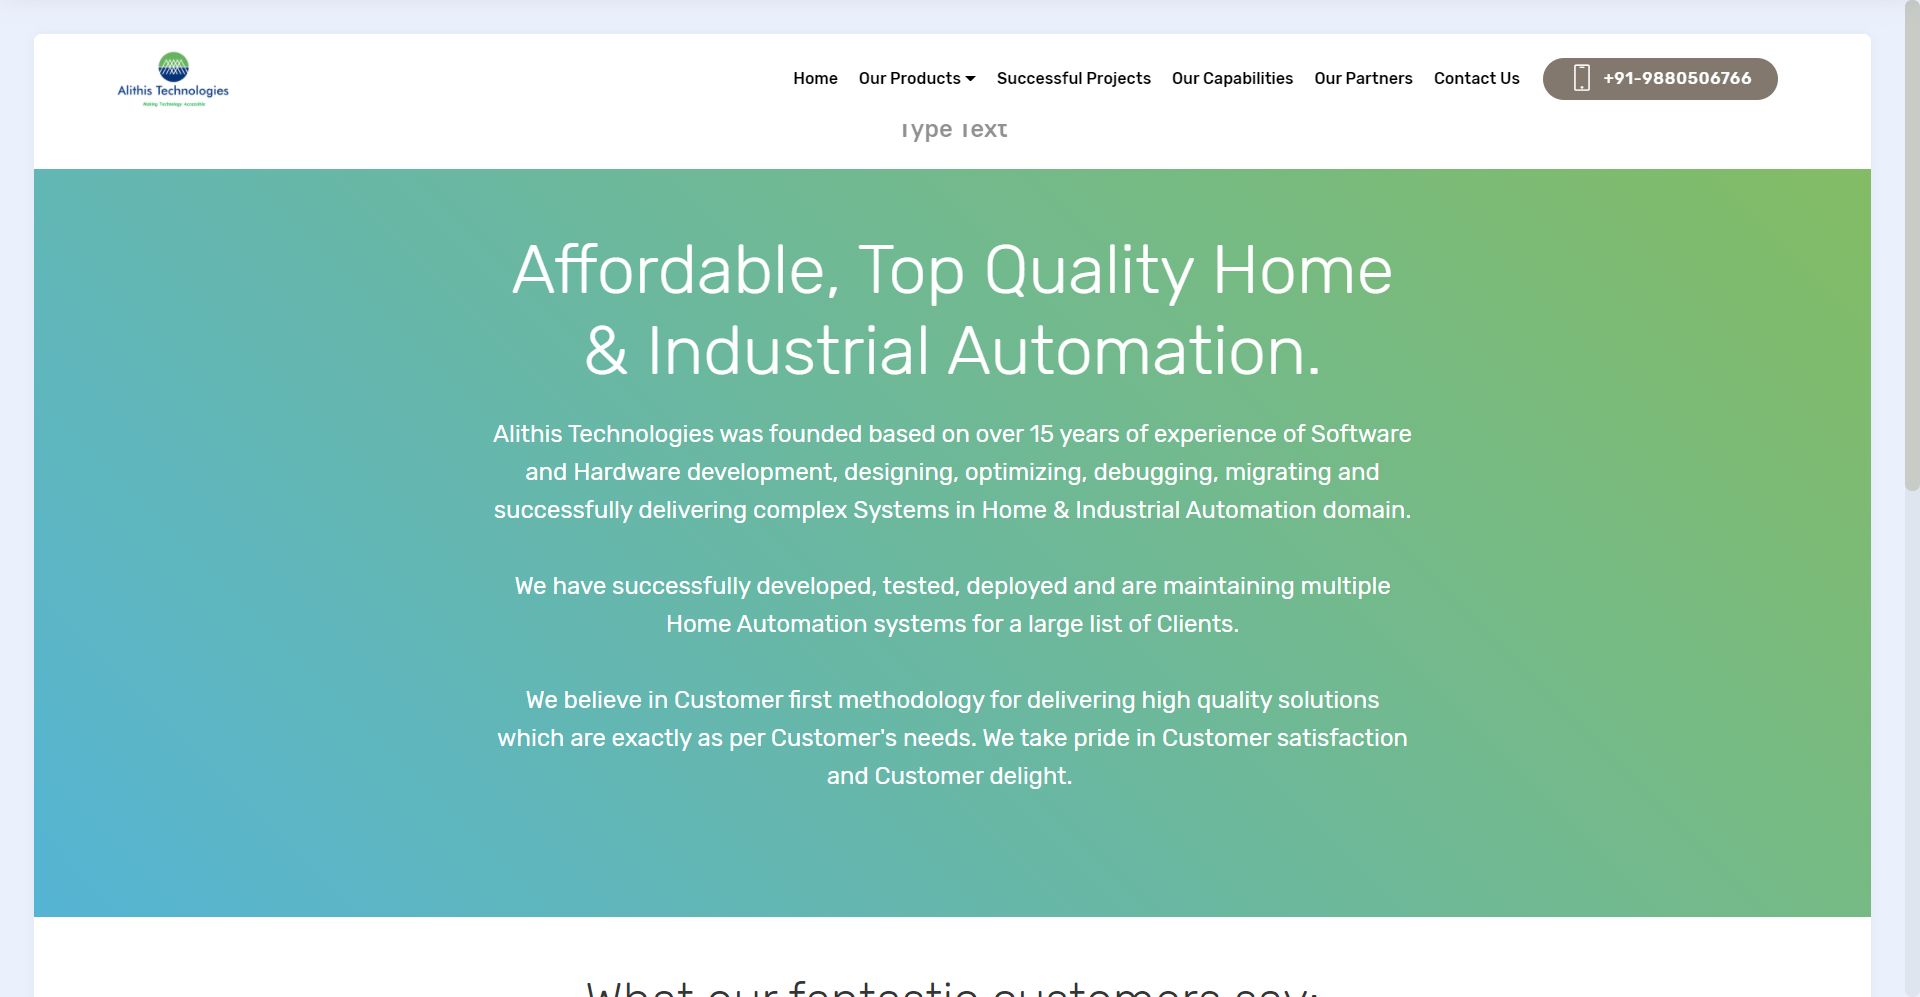 Alithis Technologies
Making Technology Accessible
Home
Our Products
Successful Projects
Our Capabilities
Our Partners
Contact Us
+91-9880506766
Type Text
Affordable, Top Quality Home
& Industrial Automation.
Alithis Technologies was founded based on over 15 years of experience of Software
and Hardware development, designing, optimizing, debugging, migrating and
successfully delivering complex Systems in Home & Industrial Automation domain.
We have successfully developed, tested, deployed and are maintaining multiple
Home Automation systems for a large list of Clients.
We believe in Customer first methodology for delivering high quality solutions
which are exactly as per Customer's needs. We take pride in Customer satisfaction
and Customer delight.
What our fantastic customers say: